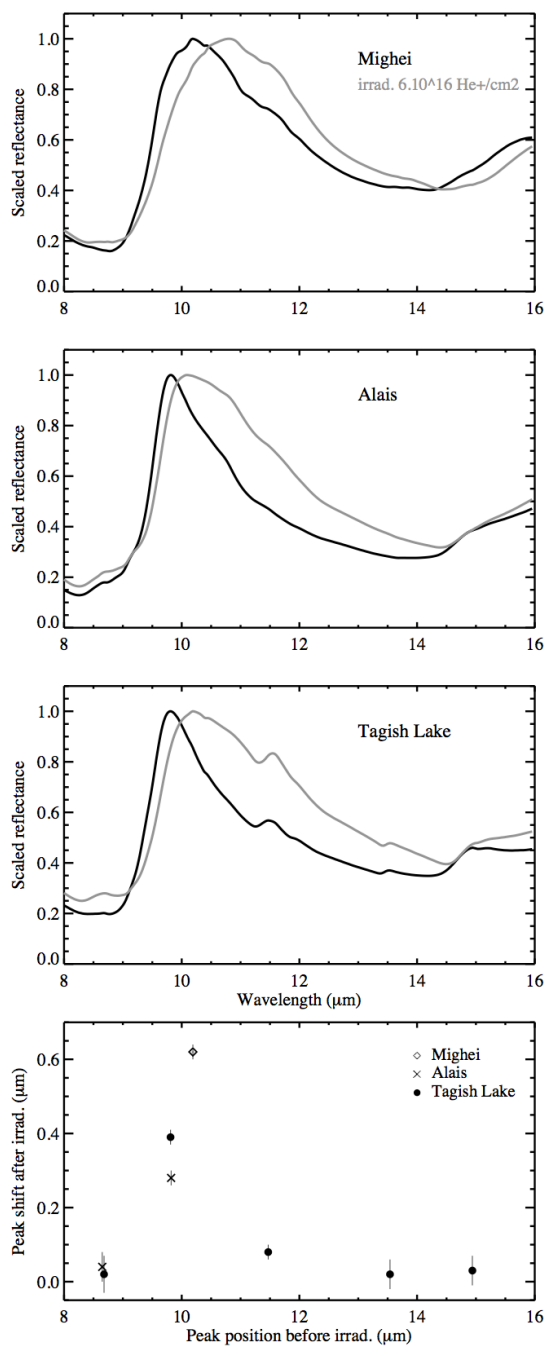 1.0
0.8
0.6
0.4
0.2
0.0
Scaled reflectance
Mighei
irrad. 6.10^16 He+/cm2
8 10 12 14 16
1.0
0.8
0.6
0.4
0.2
0.0
Scaled reflectance
Alais
8 10 12 14 16
1.0
0.8
0.6
0.4
0.2
0.0
Scaled reflectance
Tagish Lake
8 10 12 14 16
Wavelength (μm)
0.6
0.4
0.2
0.0
Peak shift after irrad. (μm)
Mighei
Alais
Tagish Lake
8 10 12 14 16
Peak position before irrad. (μm)